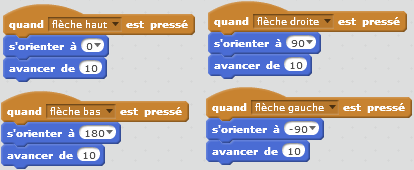 quand flèche haut est pressé
s'orienter à 0
avancer de 10
quand flèche droite est pressé
s'orienter à 90
avancer de 10
quand flèche bas est pressé
s'orienter à 180
avancer de 10
quand flèche gauche est pressé
s'orienter à -90
avancer de 10